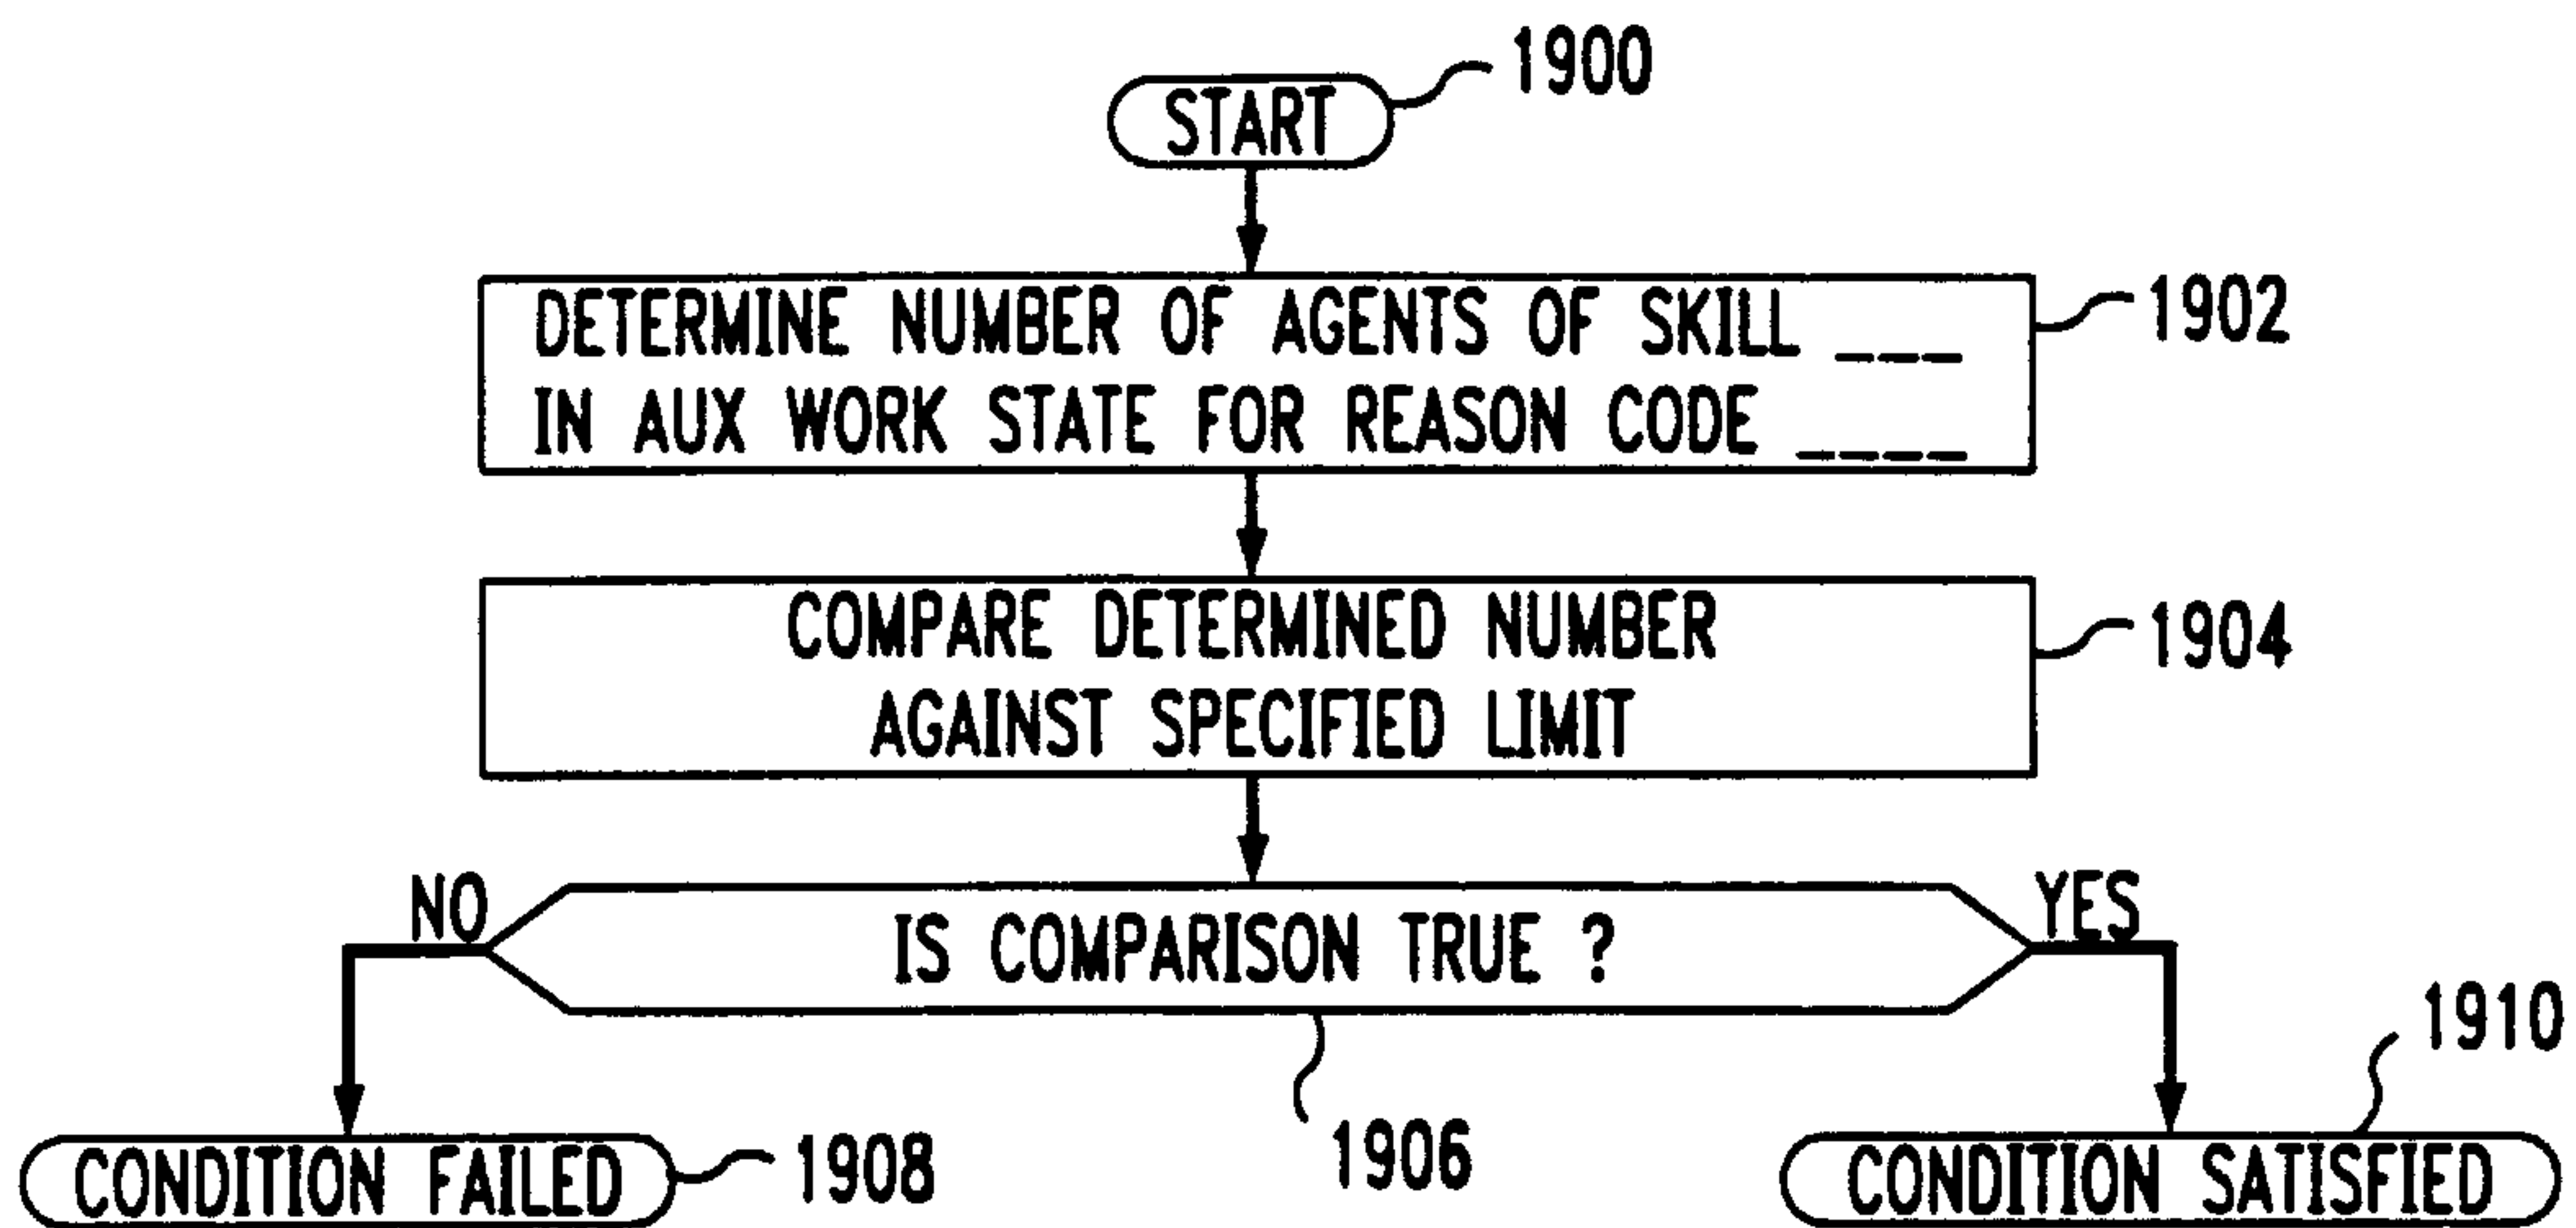 START
1900
DETERMINE NUMBER OF AGENTS OF SKILL ___
IN AUX WORK STATE FOR REASON CODE ____
1902
COMPARE DETERMINED NUMBER
AGAINST SPECIFIED LIMIT
1904
NO
IS COMPARISON TRUE ?
YES
1906
CONDITION FAILED
1908
CONDITION SATISFIED
1910